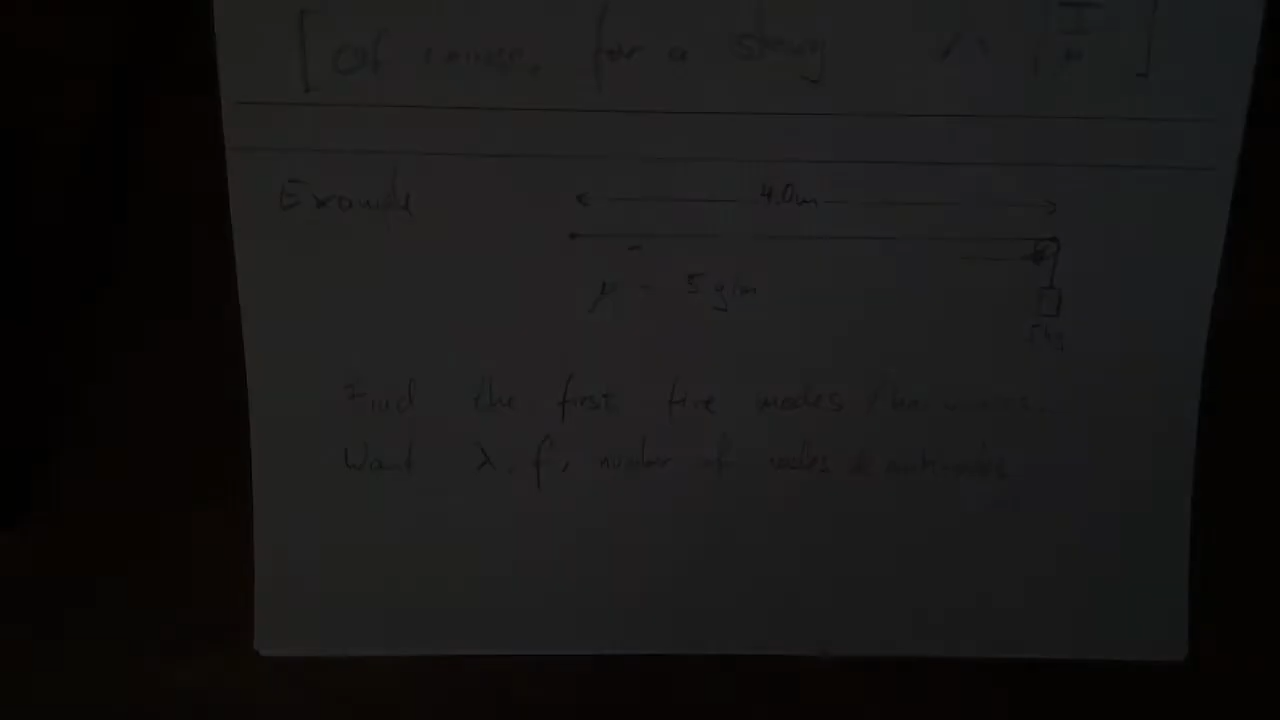 [ Of course, for a string v = √T/μ ]
Example
4.0m
μ = 5 g/m
Find the first five modes
Want λ, f, number of nodes & antinodes